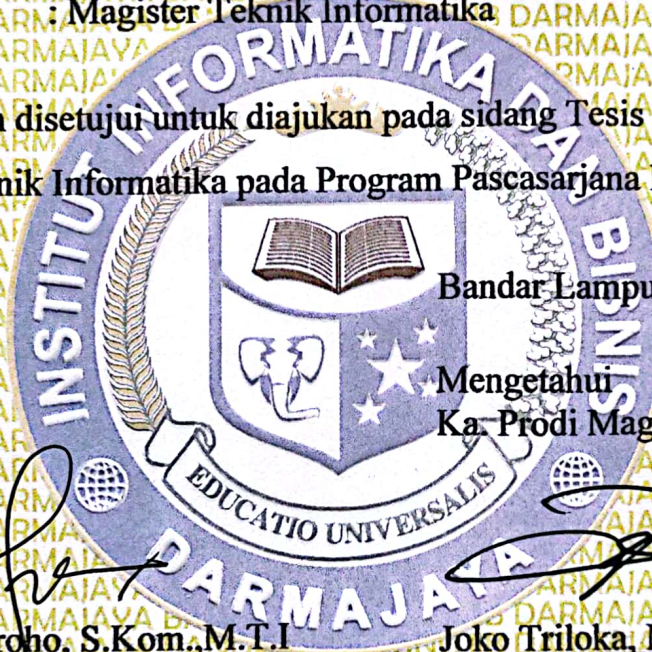 : Magister Teknik Informatika
disetujui untuk diajukan pada sidang Tesis
nik Informatika pada Program Pascasarjana
INSTITUT INFORMATIKA DAN BISNIS
DARMAJAYA
Bandar Lampu
Mengetahui
Ka. Prodi Mag
EDUCATIO UNIVERSALIS
roho, S.Kom.,M.T.I
Joko Triloka,